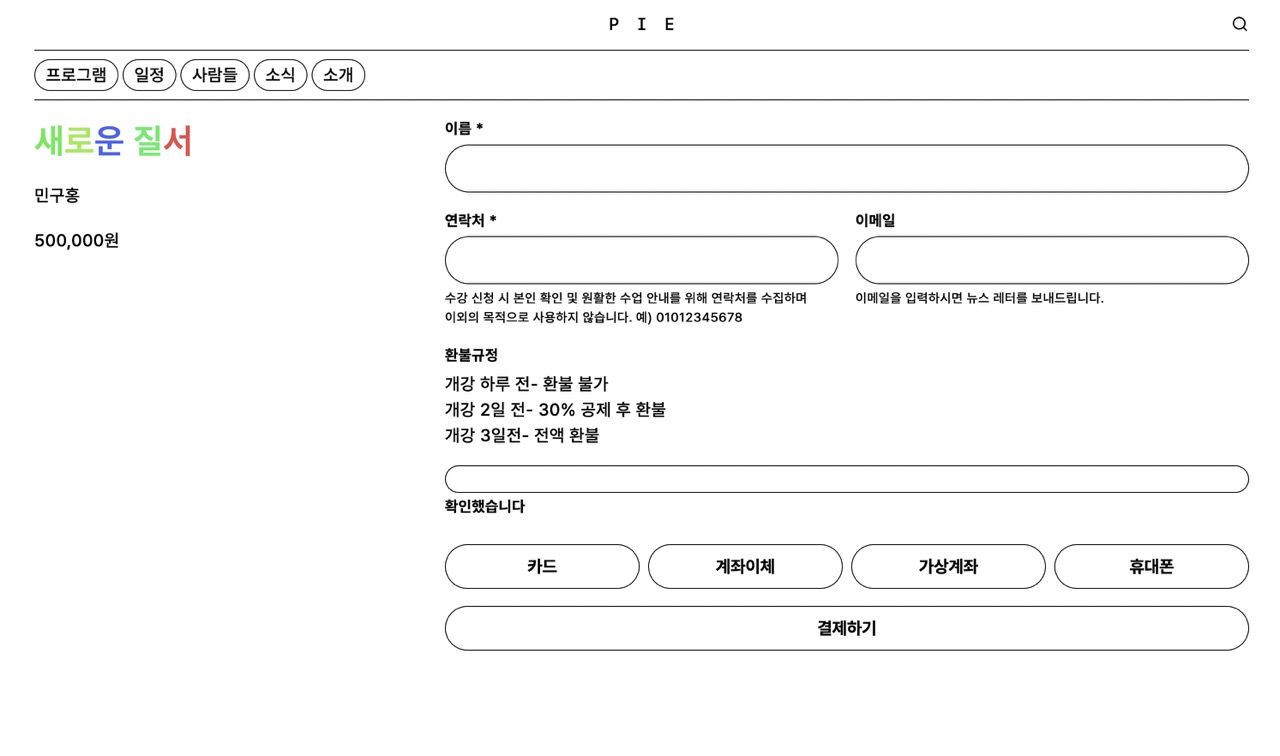 P I E
프로그램 일정 사람들 소식 소개
새로운 질서
민구홍
500,000원
이름 *
연락처 *
수강 신청 시 본인 확인 및 원활한 수업 안내를 위해 연락처를 수집하며
이외의 목적으로 사용하지 않습니다. 예) 01012345678
이메일
이메일을 입력하시면 뉴스 레터를 보내드립니다.
환불규정
개강 하루 전- 환불 불가
개강 2일 전- 30% 공제 후 환불
개강 3일전- 전액 환불
확인했습니다
카드 계좌이체 가상계좌 휴대폰
결제하기